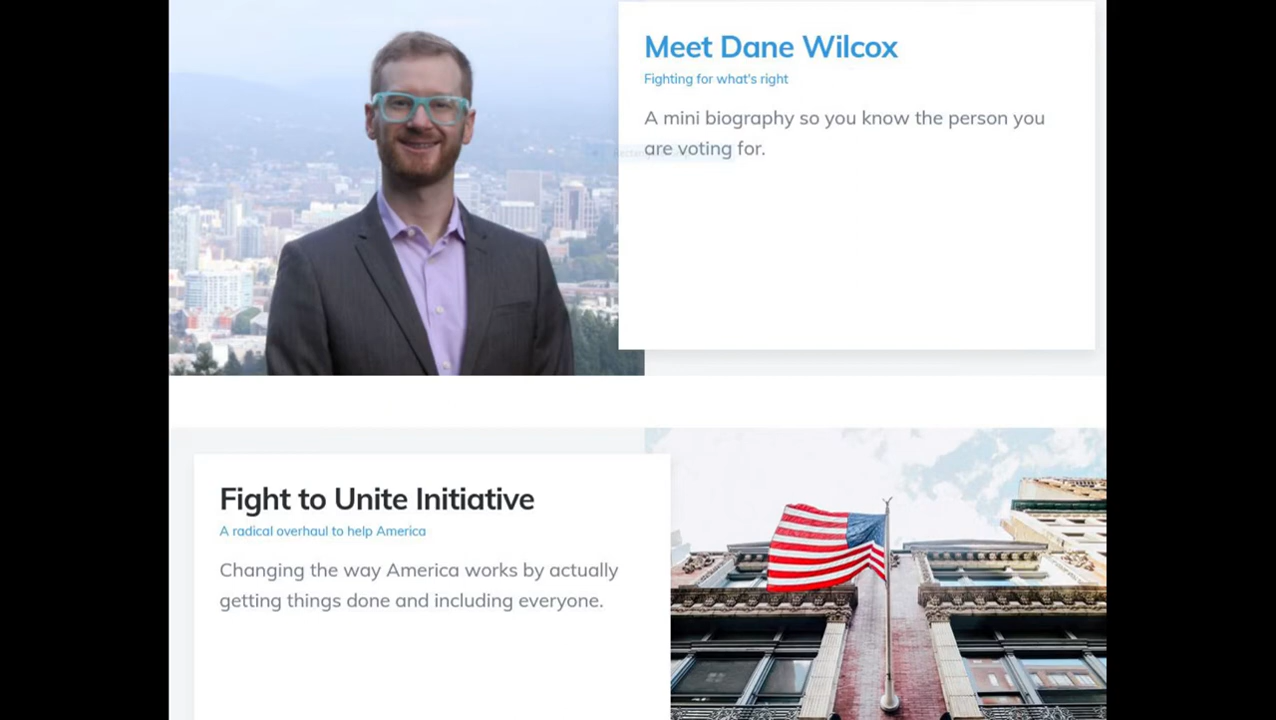 Meet Dane Wilcox
Fighting for what's right
A mini biography so you know the person you
are voting for.
Fight to Unite Initiative
A radical overhaul to help America
Changing the way America works by actually
getting things done and including everyone.